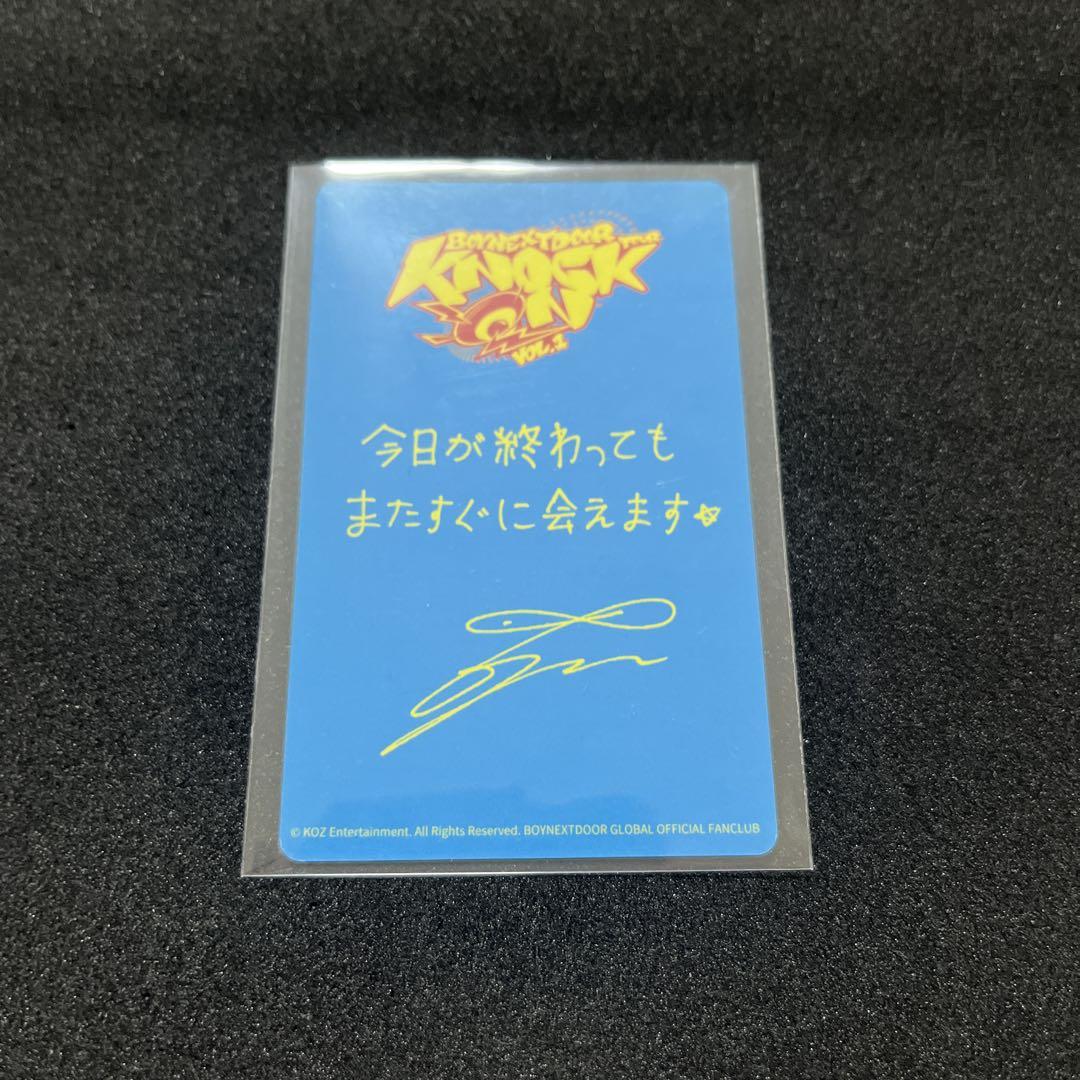 BOYNEXTDOOR TOUR
KNOCK
ON
VOL.1
今日が終わっても
またすぐに会えます☆
© KOZ Entertainment. All Rights Reserved. BOYNEXTDOOR GLOBAL OFFICIAL FANCLUB